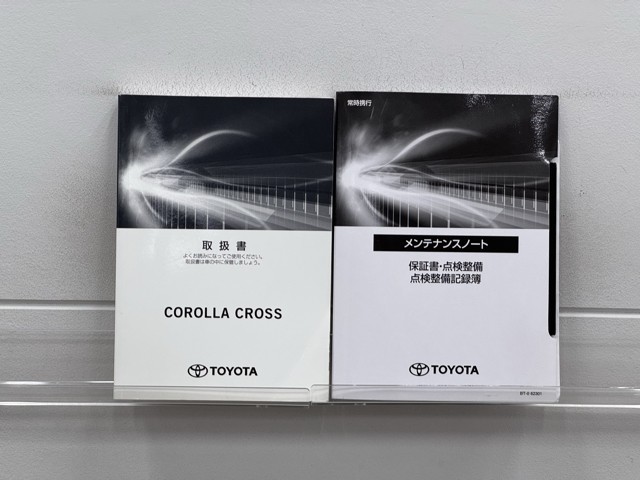 取扱書
よくお読みになってご使用ください。
取扱書は車の中に保管しましょう。
COROLLA CROSS
TOYOTA
常時携行
メンテナンスノート
保証書・点検整備
点検整備記録簿
TOYOTA